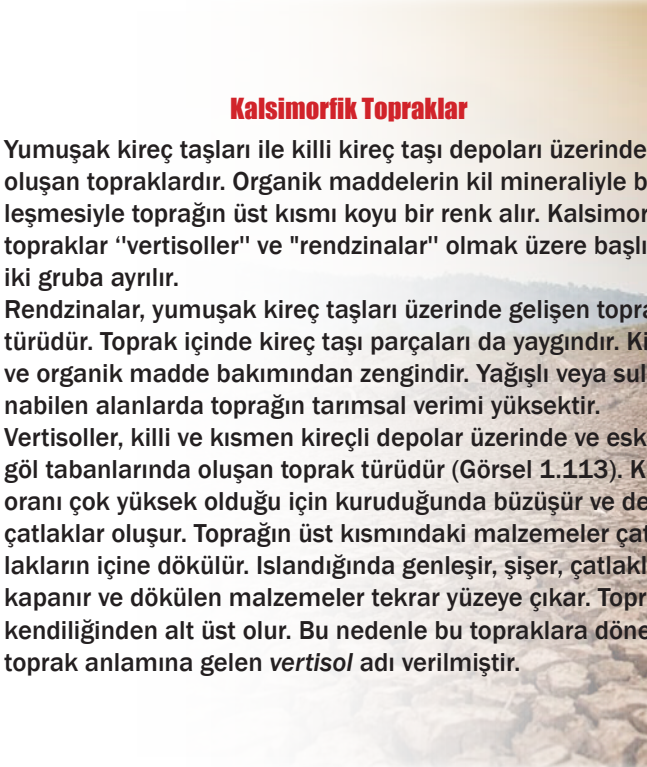 Kalsimorfik Topraklar
Yumuşak kireç taşları ile killi kireç taşı depoları üzerinde
oluşan topraklardır. Organik maddelerin kil mineraliyle b
leşmesiyle toprağın üst kısmı koyu bir renk alır. Kalsimor
topraklar "vertisoller" ve "rendzinalar" olmak üzere başlı
iki gruba ayrılır.
Rendzinalar, yumuşak kireç taşları üzerinde gelişen topra
türüdür. Toprak içinde kireç taşı parçaları da yaygındır. Ki
ve organik madde bakımından zengindir. Yağışlı veya sul
nabilen alanlarda toprağın tarımsal verimi yüksektir.
Vertisoller, killi ve kısmen kireçli depolar üzerinde ve esk
göl tabanlarında oluşan toprak türüdür (Görsel 1.113). K
oranı çok yüksek olduğu için kuruduğunda büzüşür ve de
çatlaklar oluşur. Toprağın üst kısmındaki malzemeler çat
lakların içine dökülür. Islandığında genleşir, şişer, çatlakl
kapanır ve dökülen malzemeler tekrar yüzeye çıkar. Topr
kendiliğinden alt üst olur. Bu nedenle bu topraklara döne
toprak anlamına gelen vertisol adı verilmiştir.